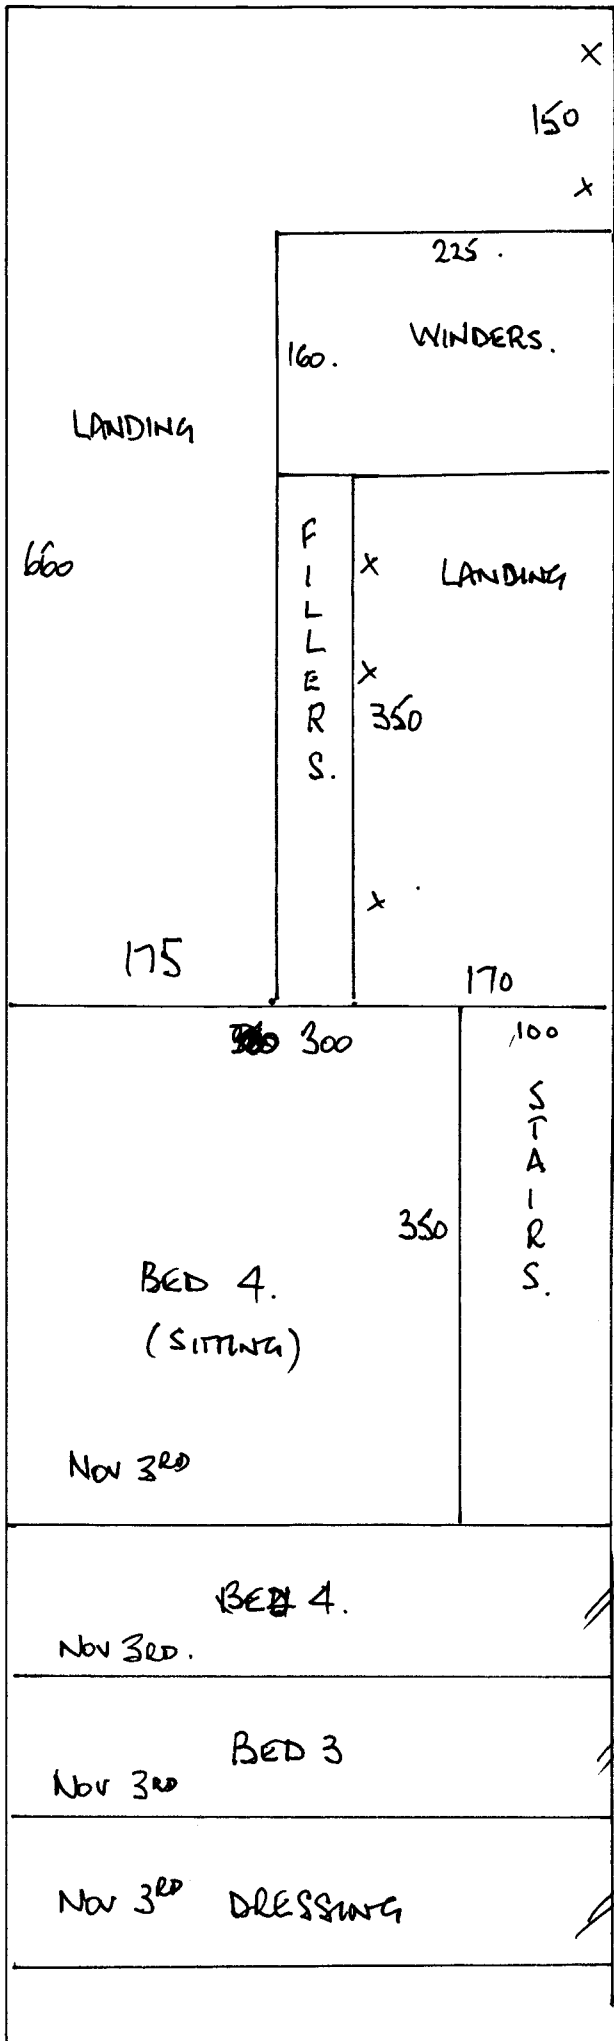 X
150
X
225.
160.
WINDERS.
LANDING
660
FILLERS.
X
LANDING
X
350
X
175
170
300
100
STAIRS.
350
BED 4.
(SITTING)
Nov 3RD
BED 4.
Nov 3RD.
BED 3
Nov 3RD
Nov 3RD DRESSING